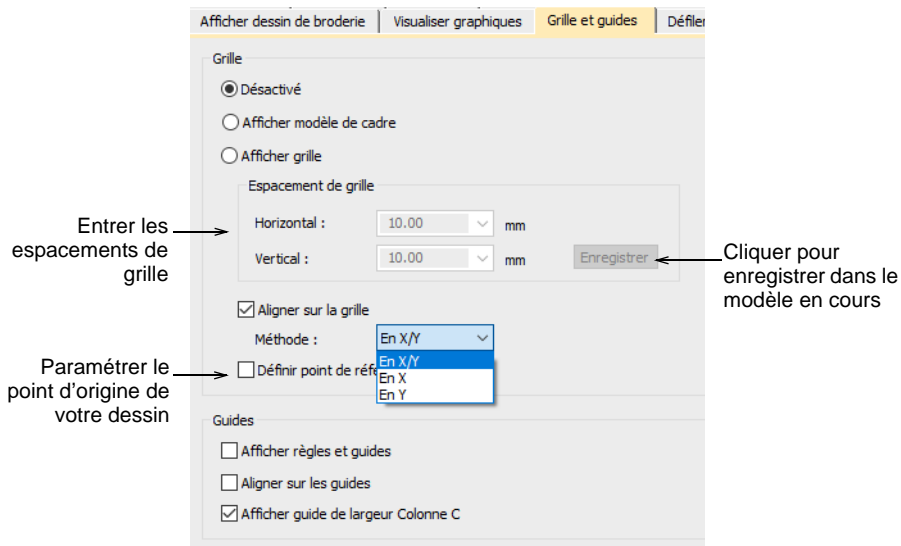 Afficher dessin de broderie
Visualiser graphiques
Grille et guides
Défiler
Grille
Désactivé
Afficher modèle de cadre
Afficher grille
Espacement de grille
Entrer les
espacements de
grille
Horizontal :
10.00
mm
Vertical :
10.00
mm
Enregistrer
Cliquer pour
enregistrer dans le
modèle en cours
Aligner sur la grille
Méthode :
En X/Y
En X/Y
En X
En Y
Paramétrer le
point d'origine de
votre dessin
Définir point de réfé
Guides
Afficher règles et guides
Aligner sur les guides
Afficher guide de largeur Colonne C